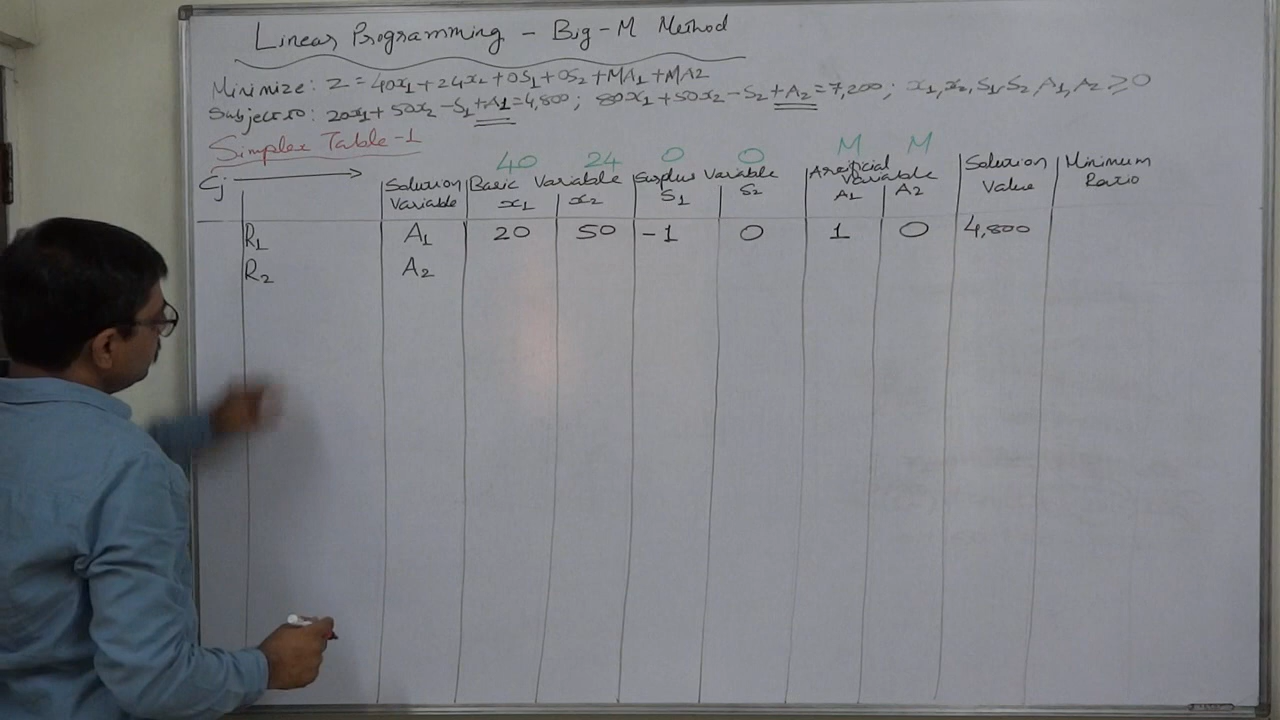 Linear Programming - Big-M Method
Minimize: Z = 40x₁ + 24x₂ + 0S₁ + 0S₂ + MA₁ + MA2
Subject to: 20x₁ + 50x₂ - S₁ + A₁ = 4,800; 80x₁ + 50x₂ - S₂ + A₂ = 7,200; x₁, x₂, S₁, S₂, A₁, A₂ ≥ 0
Simplex Table-1
40 24 0 0 M M
Cj → Solution Variable Basic Variable Surplus Variable Artificial Variable Solution Value Minimum Ratio
x₁ x₂ S₁ S₂ A₁ A₂
R₁ A₁ 20 50 -1 0 1 0 4,800
R₂ A₂